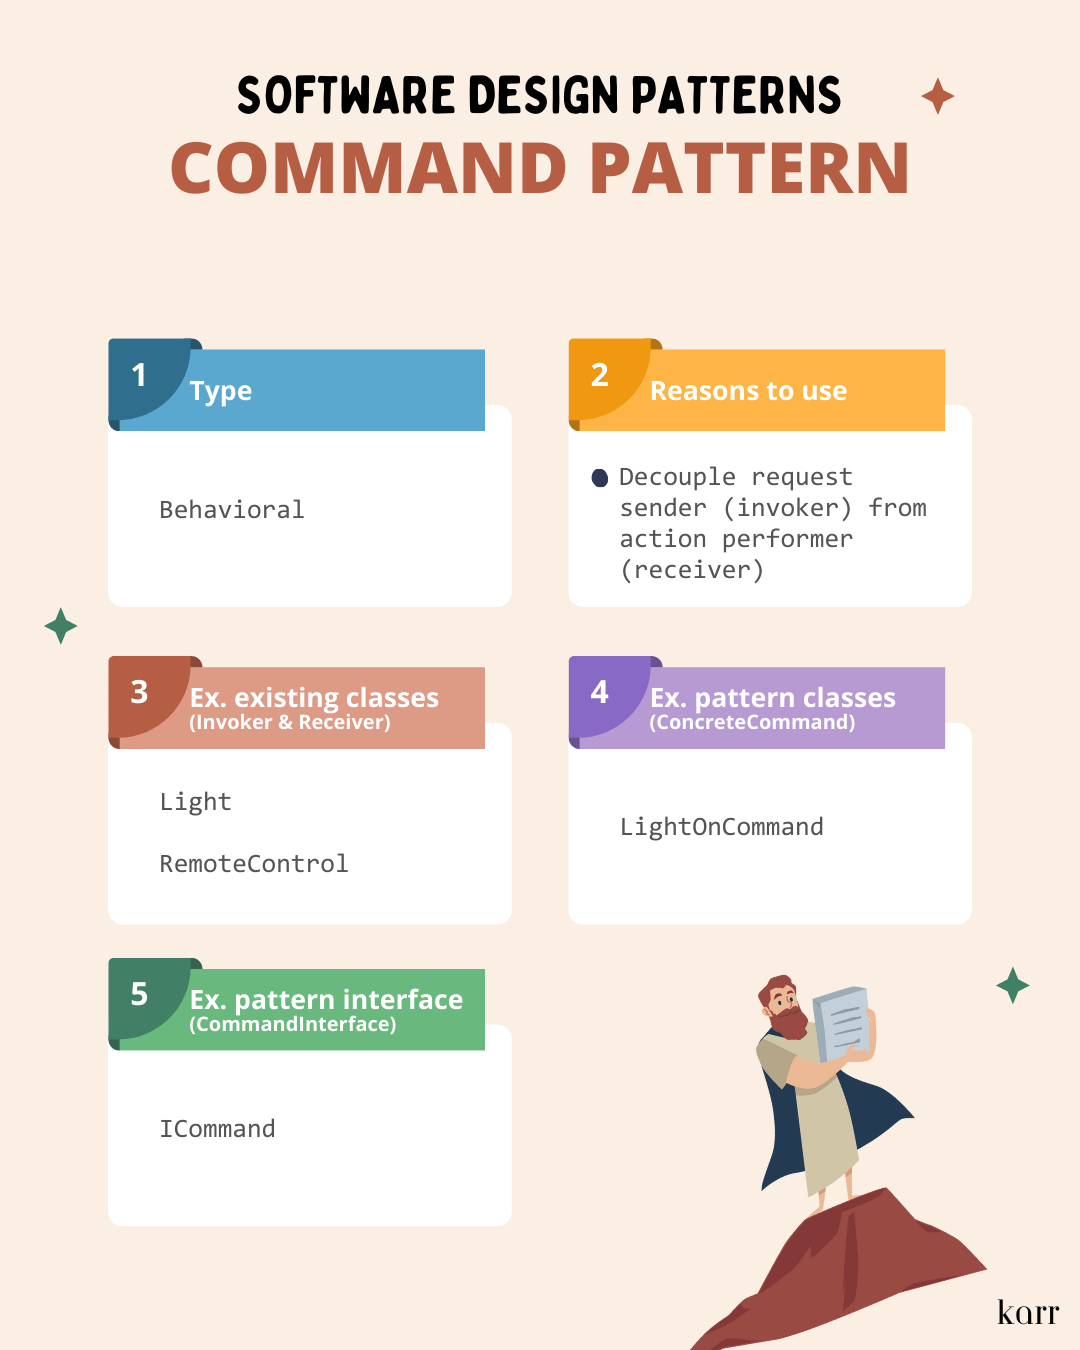 SOFTWARE DESIGN PATTERNS
COMMAND PATTERN
1
Type
Behavioral
2
Reasons to use
Decouple request
sender (invoker) from
action performer
(receiver)
3
Ex. existing classes
(Invoker & Receiver)
Light
RemoteControl
4
Ex. pattern classes
(ConcreteCommand)
LightOnCommand
5
Ex. pattern interface
(CommandInterface)
ICommand
karr